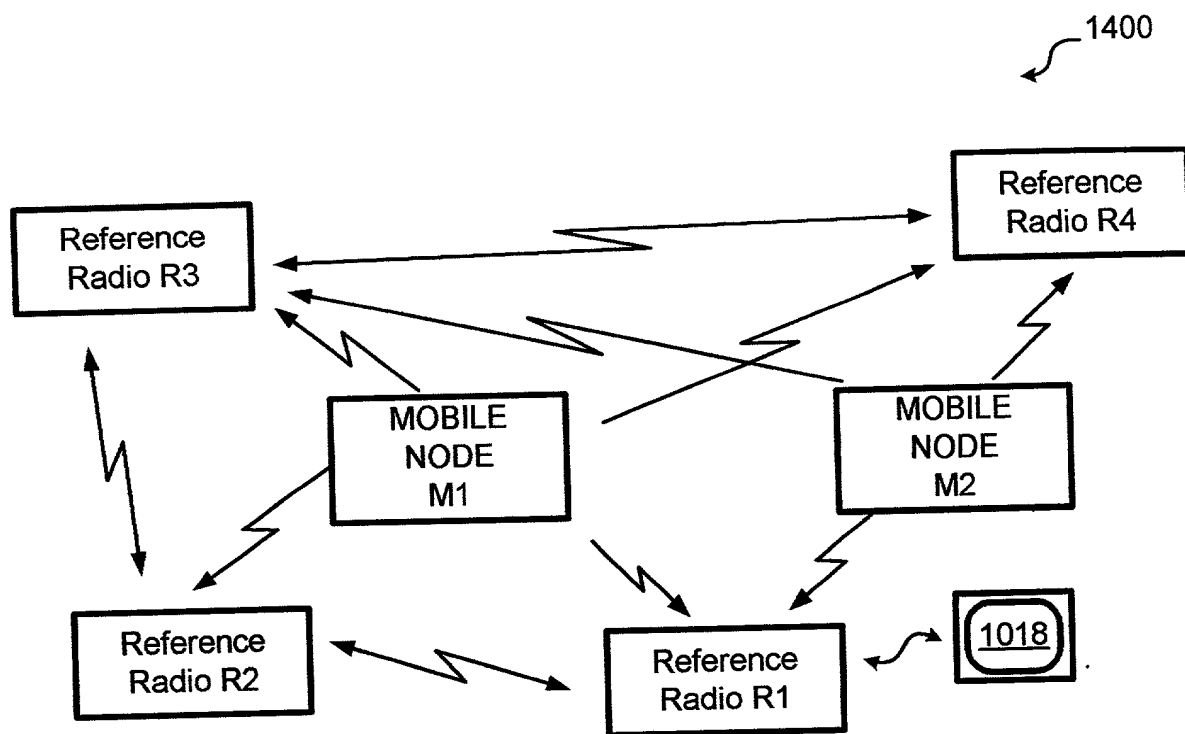 1400
Reference
Radio R4
Reference
Radio R3
MOBILE
NODE
M1
MOBILE
NODE
M2
Reference
Radio R2
Reference
Radio R1
1018